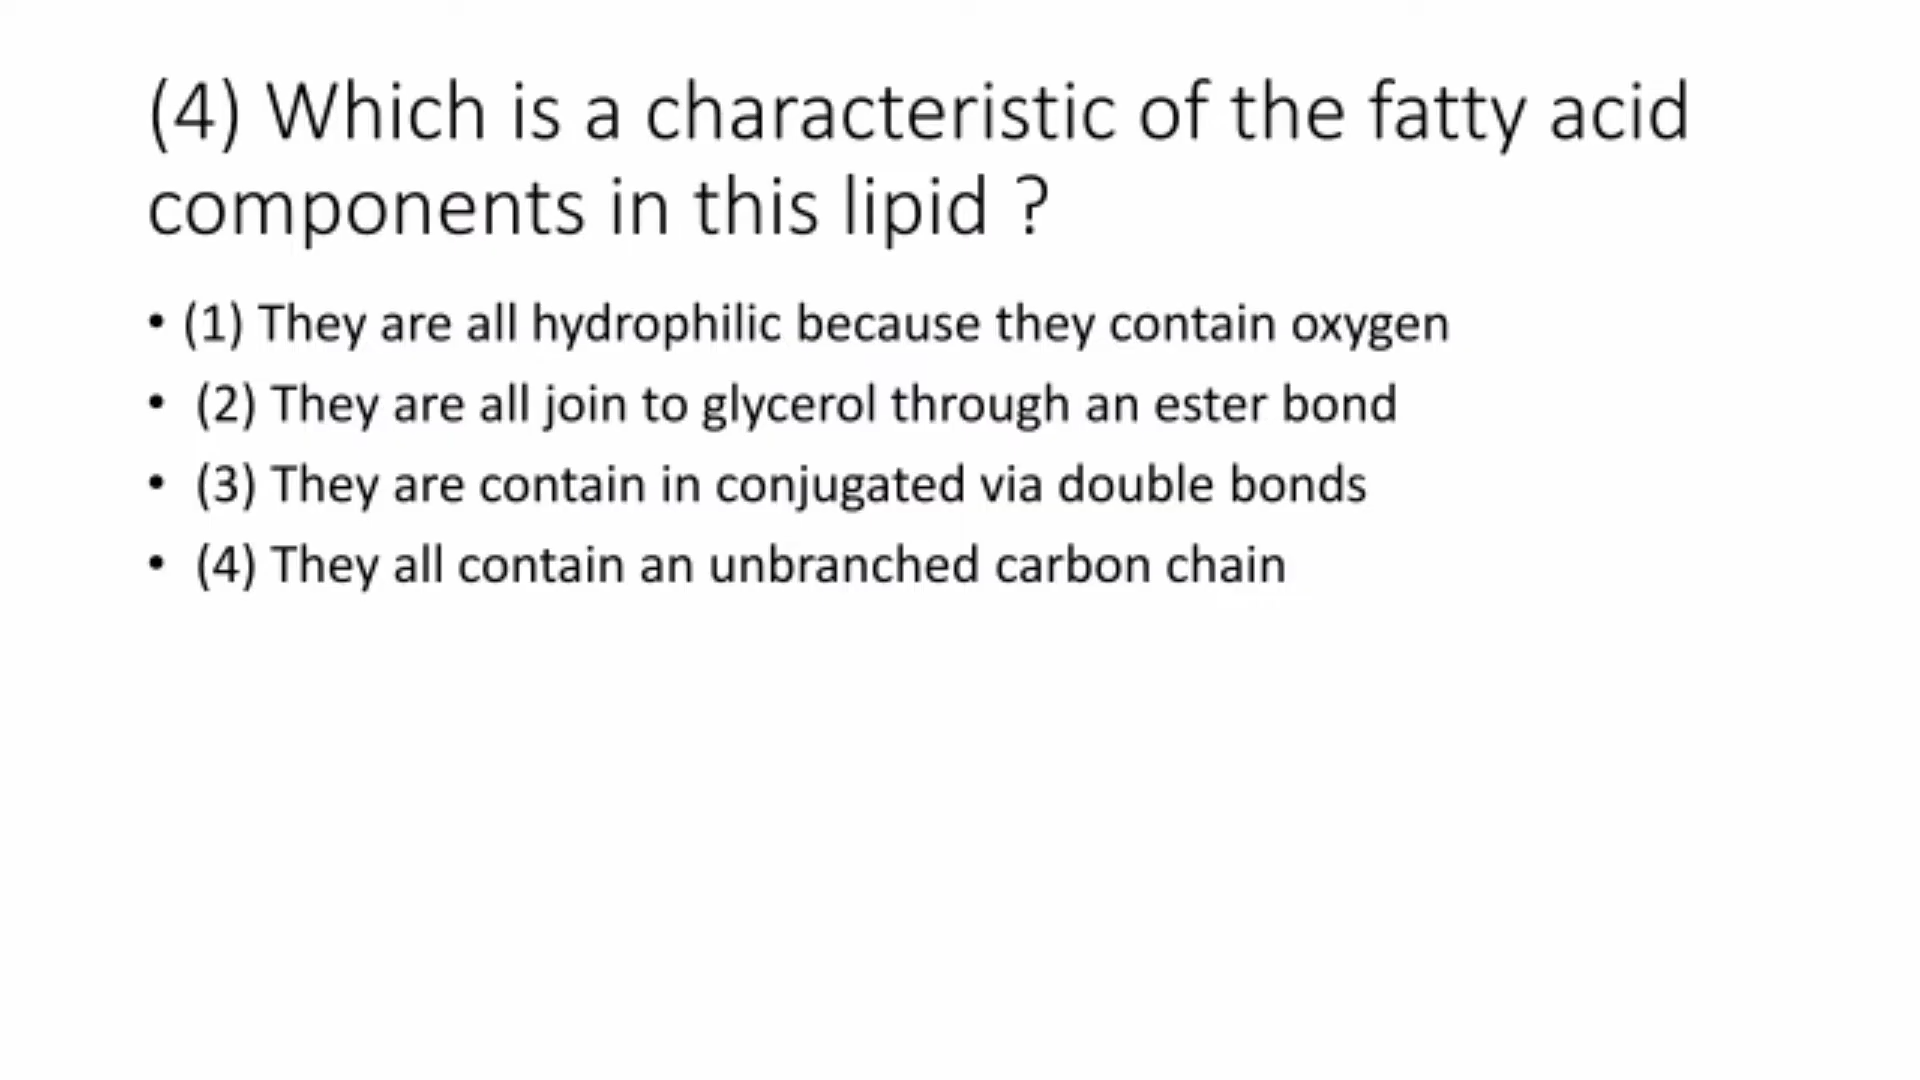 (4) Which is a characteristic of the fatty acid
components in this lipid ?
• (1) They are all hydrophilic because they contain oxygen
• (2) They are all join to glycerol through an ester bond
• (3) They are contain in conjugated via double bonds
• (4) They all contain an unbranched carbon chain